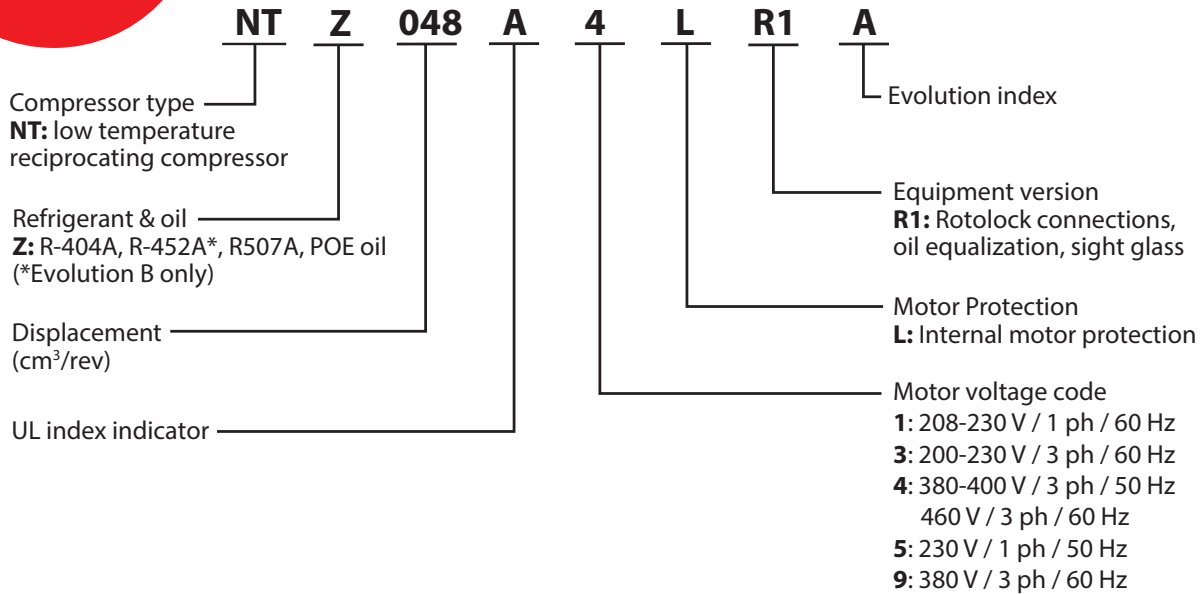 NT Z 048 A 4 L R1 A
Compressor type
NT: low temperature
reciprocating compressor
Refrigerant & oil
Z: R-404A, R-452A*, R507A, POE oil
(*Evolution B only)
Displacement
(cm³/rev)
UL index indicator
Evolution index
Equipment version
R1: Rotolock connections,
oil equalization, sight glass
Motor Protection
L: Internal motor protection
Motor voltage code
1: 208-230 V / 1 ph / 60 Hz
3: 200-230 V / 3 ph / 60 Hz
4: 380-400 V / 3 ph / 50 Hz
460 V / 3 ph / 60 Hz
5: 230 V / 1 ph / 50 Hz
9: 380 V / 3 ph / 60 Hz